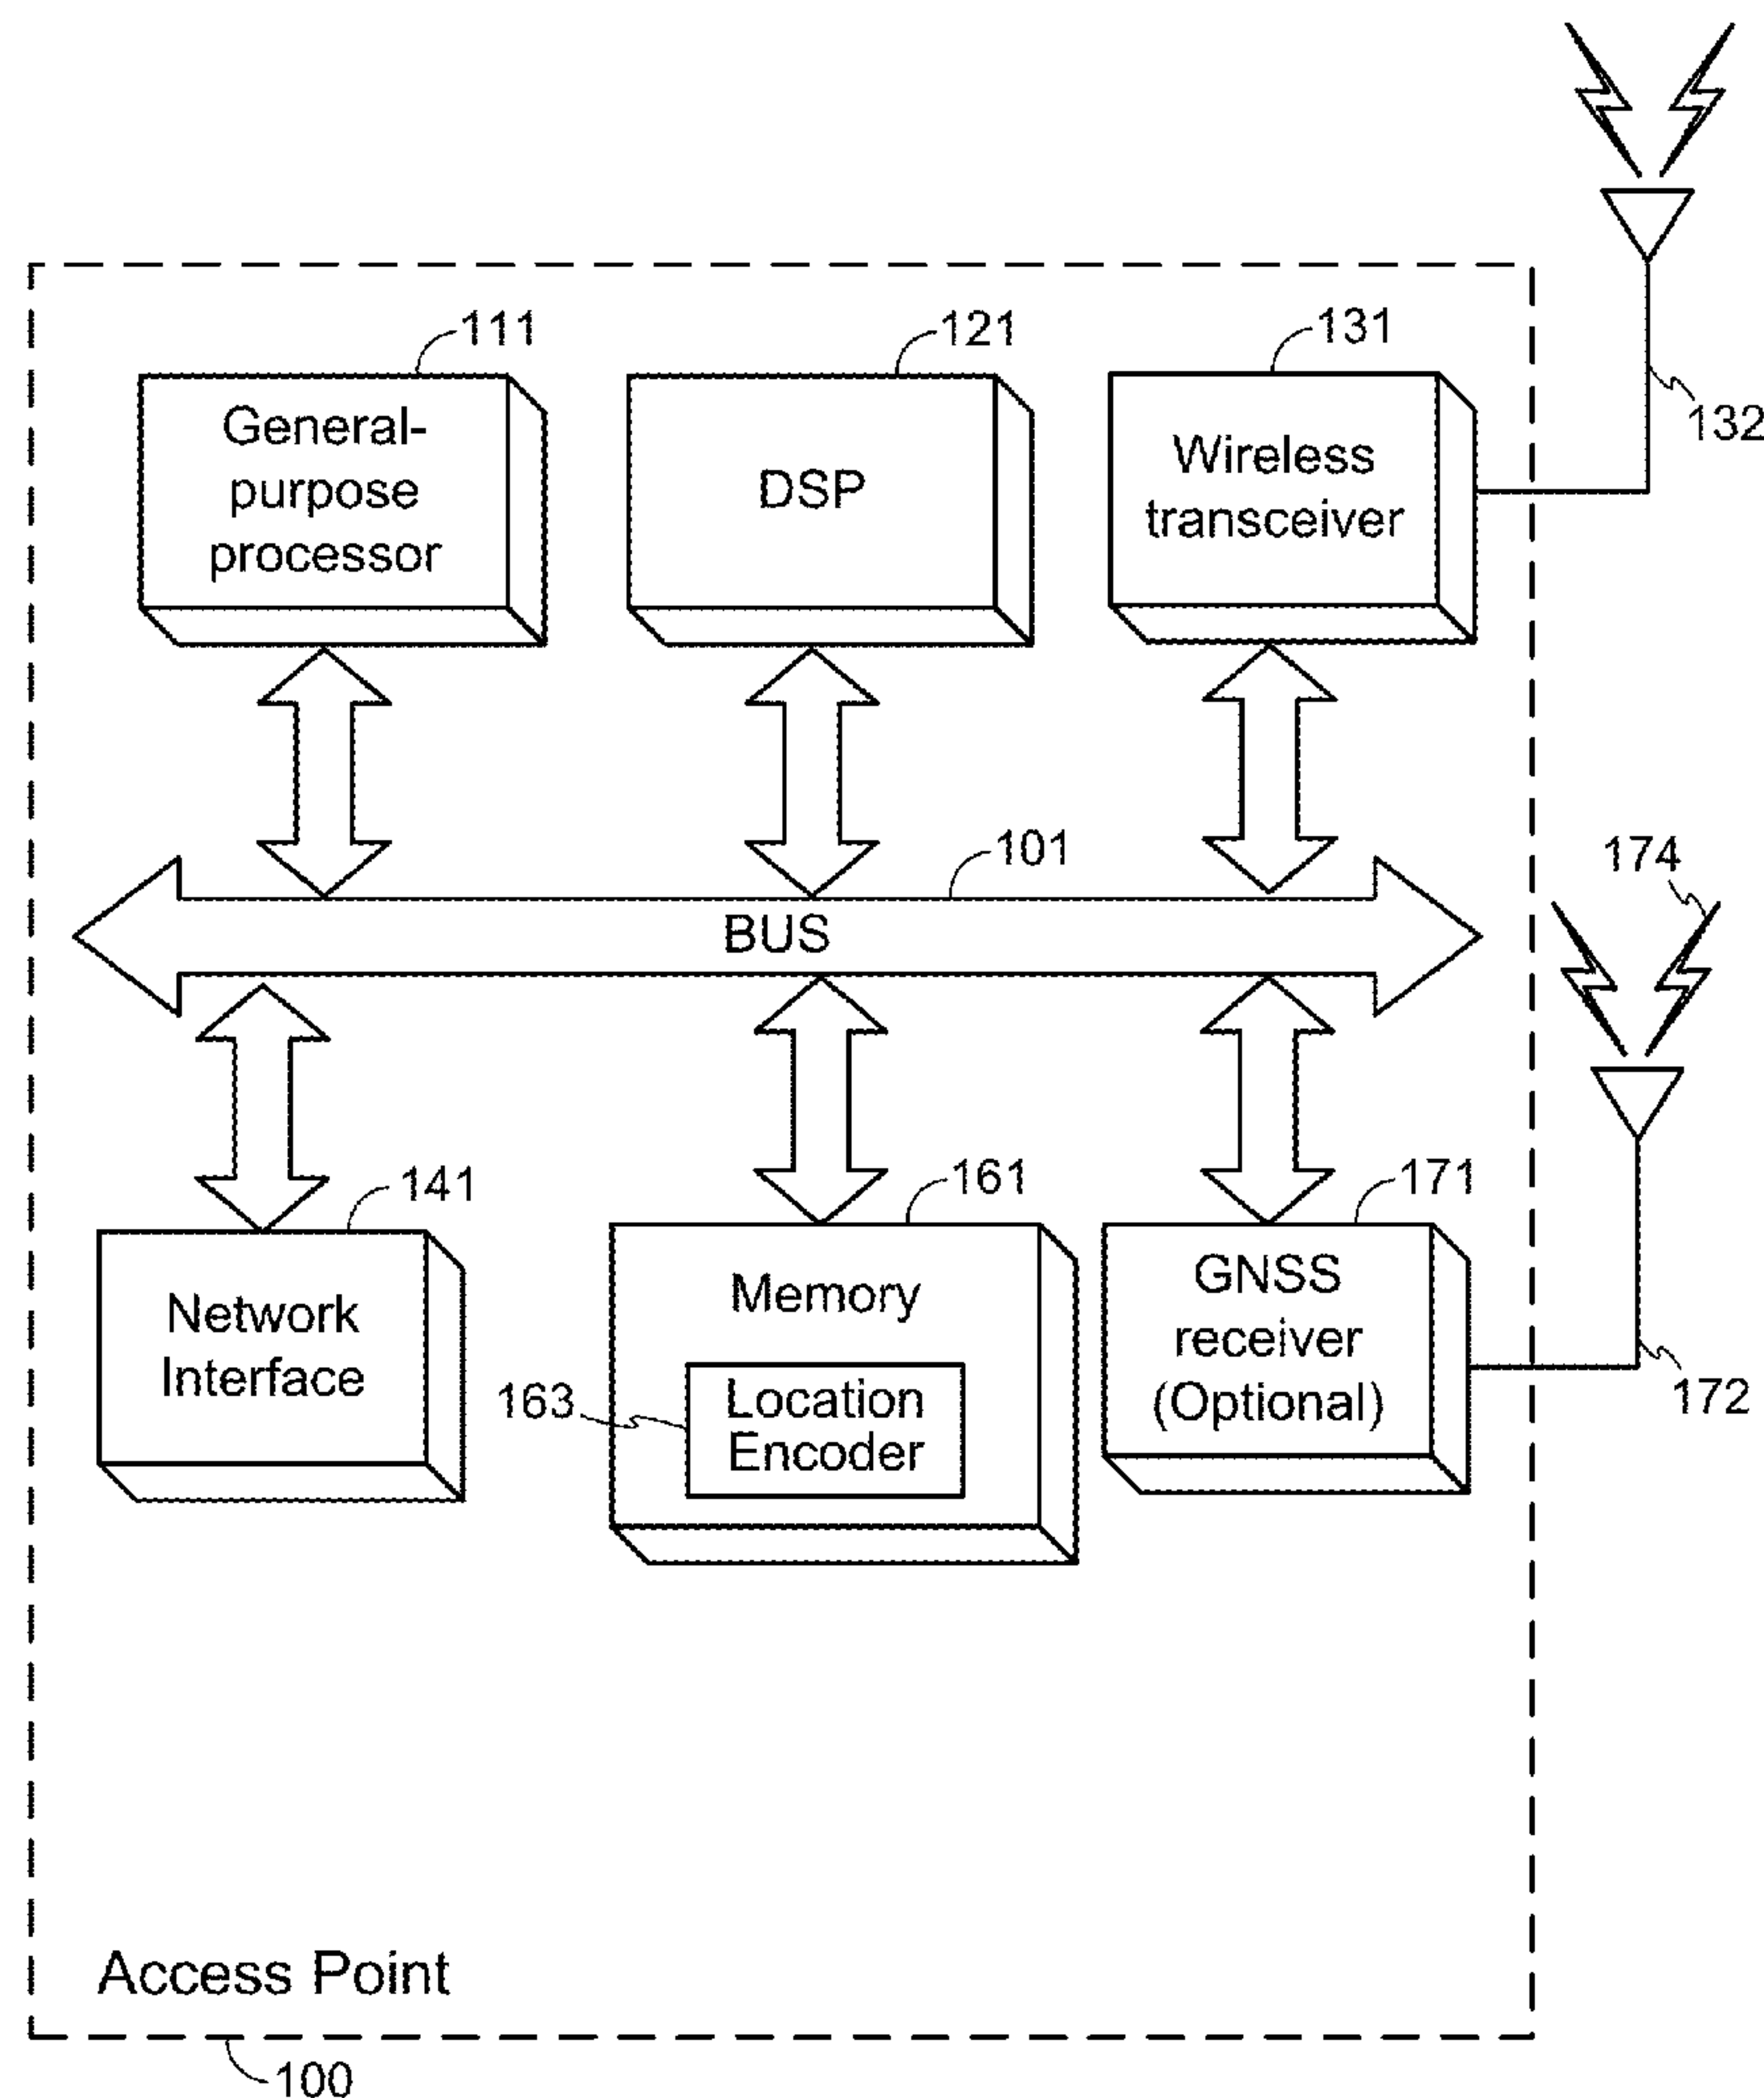 111
121
131
132
General-
purpose
processor
DSP
Wireless
transceiver
101
BUS
174
141
161
171
172
Network
Interface
Memory
163
Location
Encoder
GNSS
receiver
(Optional)
Access Point
100